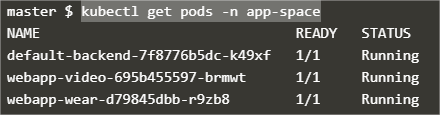 master $ kubectl get pods -n app-space
NAME READY STATUS
default-backend-7f8776b5dc-k49xf 1/1 Running
webapp-video-695b455597-brmwt 1/1 Running
webapp-wear-d79845dbb-r9zb8 1/1 Running